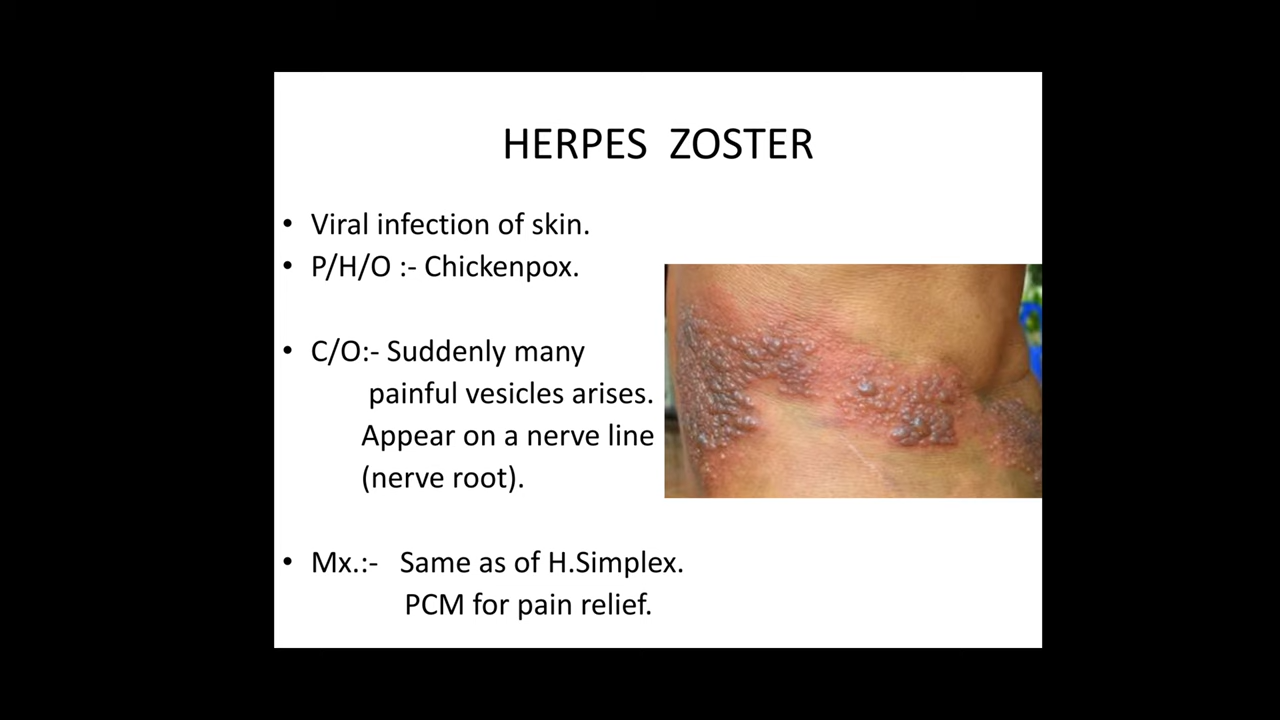 HERPES ZOSTER
• Viral infection of skin.
• P/H/O :- Chickenpox.
• C/O:- Suddenly many
painful vesicles arises.
Appear on a nerve line
(nerve root).
• Mx.:- Same as of H.Simplex.
PCM for pain relief.